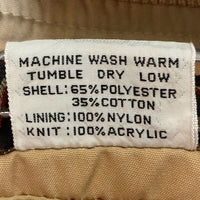 MACHINE WASH WARM
TUMBLE DRY LOW
SHELL: 65% POLYESTER
35% COTTON
LINING: 100% NYLON
KNIT: 100% ACRYLIC